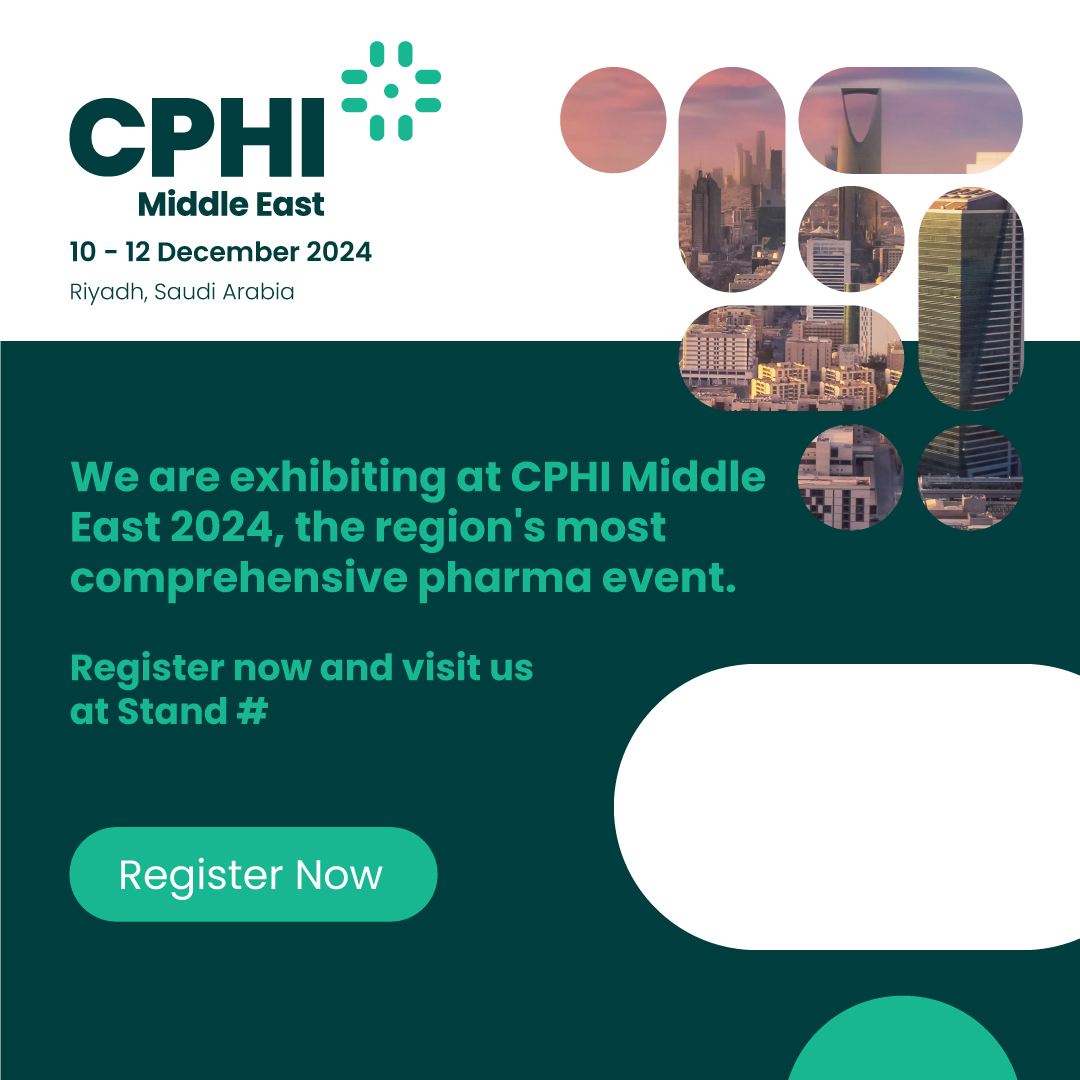 CPHI
Middle East
10 - 12 December 2024
Riyadh, Saudi Arabia
We are exhibiting at CPHI Middle
East 2024, the region's most
comprehensive pharma event.
Register now and visit us
at Stand #
Register Now